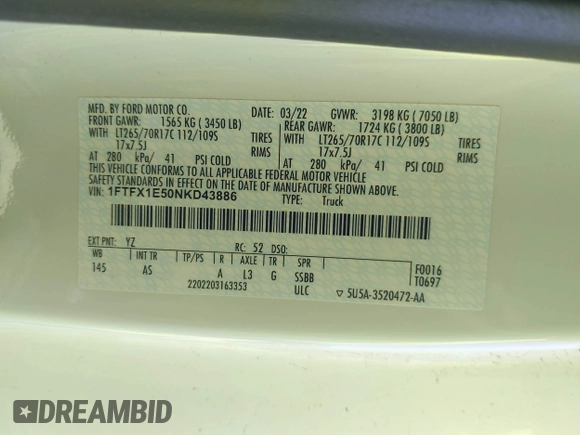 MFD. BY FORD MOTOR CO.
DATE: 03/22 GVWR: 3198 KG ( 7050 LB)
FRONT GAWR: 1565 KG ( 3450 LB) REAR GAWR: 1724 KG ( 3800 LB)
WITH LT265/70R17C 112/109S TIRES WITH LT265/70R17C 112/109S TIRES
17x7.5J RIMS 17x7.5J RIMS
AT 280 kPa/ 41 PSI COLD AT 280 kPa/ 41 PSI COLD
THIS VEHICLE CONFORMS TO ALL APPLICABLE FEDERAL MOTOR VEHICLE
SAFETY STANDARDS IN EFFECT ON THE DATE OF MANUFACTURE SHOWN ABOVE.
VIN: 1FTFX1E50NKD43886 TYPE: Truck
EXT PNT: YZ RC: 52 DSO: F0016
WB INT TR TP/PS R AXLE TR SPR T0697
145 AS A L3 G SSBB
2202203163353 ULC ▽ 5U5A-3520472-AA
DREAMBID